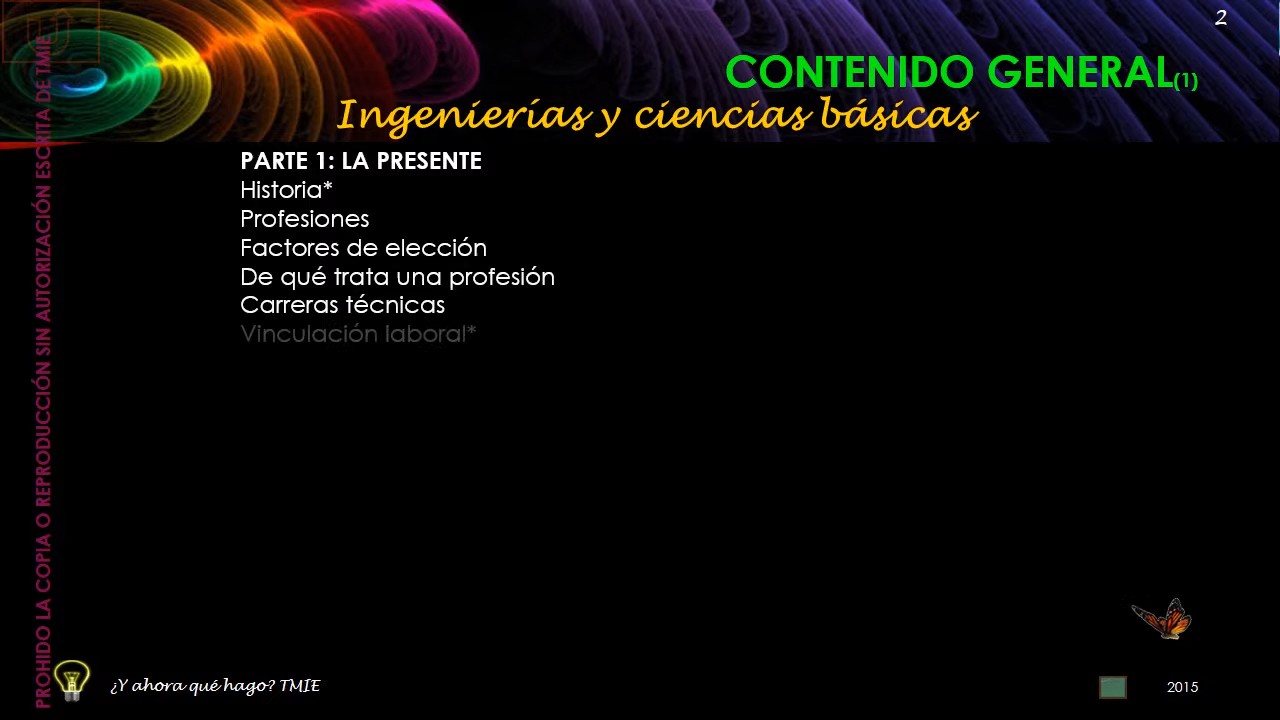 2
CONTENIDO GENERAL(1)
Ingenierías y ciencias básicas
PARTE 1: LA PRESENTE
Historia*
Profesiones
Factores de elección
De qué trata una profesión
Carreras técnicas
Vinculación laboral*
PROHIDO LA COPIA O REPRODUCCIÓN SIN AUTORIZACIÓN ESCRITA DE TMIE
¿Y ahora qué hago? TMIE
2015